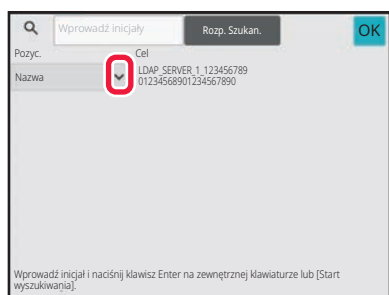 Wprowadź inicjały
Rozp. Szukan.
OK
Pozyc.
Cel
Nazwa
LDAP_SERVER_1_123456789
01234568901234567890
Wprowadź inicjał i naciśnij klawisz Enter na zewnętrznej klawiaturze lub [Start
wyszukiwania].